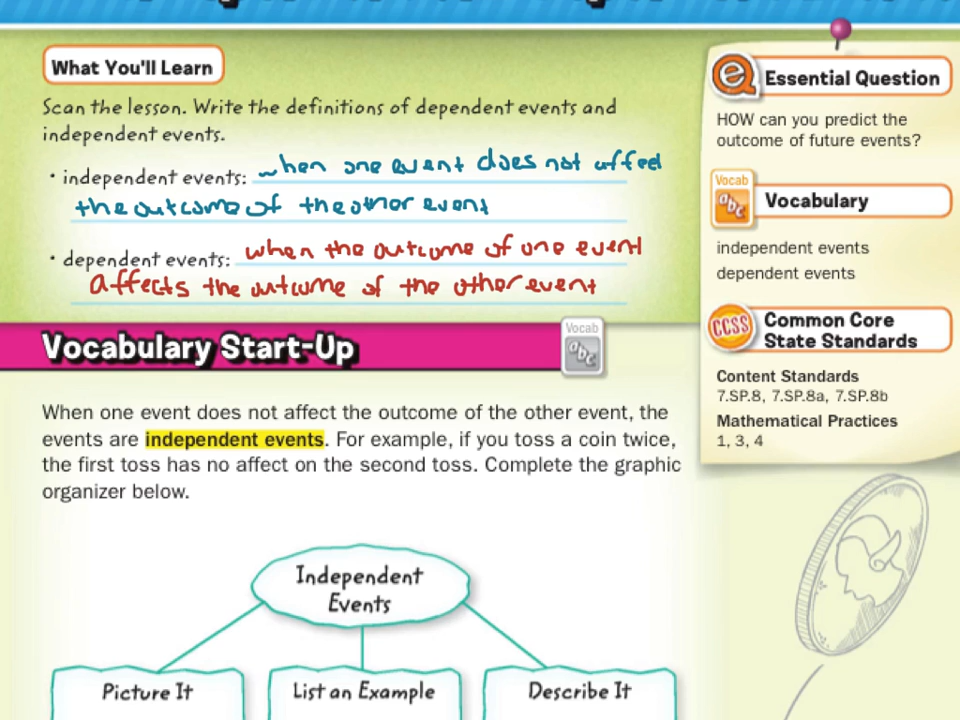 What You'll Learn
Scan the lesson. Write the definitions of dependent events and
independent events.
• independent events: when one event does not affect
the outcome of the other event
• dependent events: when the outcome of one event
affects the outcome of the other event
Vocabulary Start-Up
Vocab
abc
When one event does not affect the outcome of the other event, the
events are independent events. For example, if you toss a coin twice,
the first toss has no affect on the second toss. Complete the graphic
organizer below.
Independent
Events
Picture It
List an Example
Describe It
e Essential Question
HOW can you predict the
outcome of future events?
Vocab
abc
Vocabulary
independent events
dependent events
CCSS
Common Core
State Standards
Content Standards
7.SP.8, 7.SP.8a, 7.SP.8b
Mathematical Practices
1, 3, 4